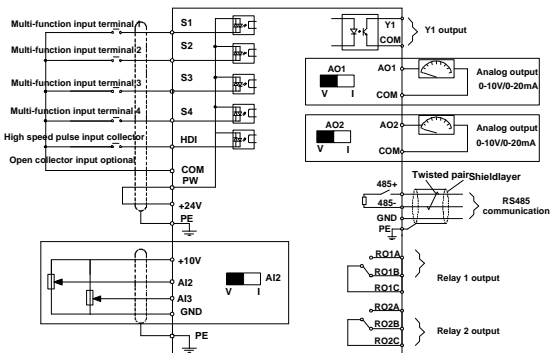 Multi-function input terminal 1
S1
Multi-function input terminal 2
S2
Multi-function input terminal 3
S3
Multi-function input terminal 4
S4
High speed pulse input collector
HDI
Open collector input optional
COM
PW
+24V
PE
+10V
AI2
AI3
GND
AI2
V I
PE
Y1
COM
Y1 output
AO1
V I
AO1
COM
Analog output
0-10V/0-20mA
AO2
V I
AO2
COM
Analog output
0-10V/0-20mA
Twisted pair Shieldlayer
485+
485-
GND
PE
RS485
communication
RO1A
RO1B
RO1C
Relay 1 output
RO2A
RO2B
RO2C
Relay 2 output